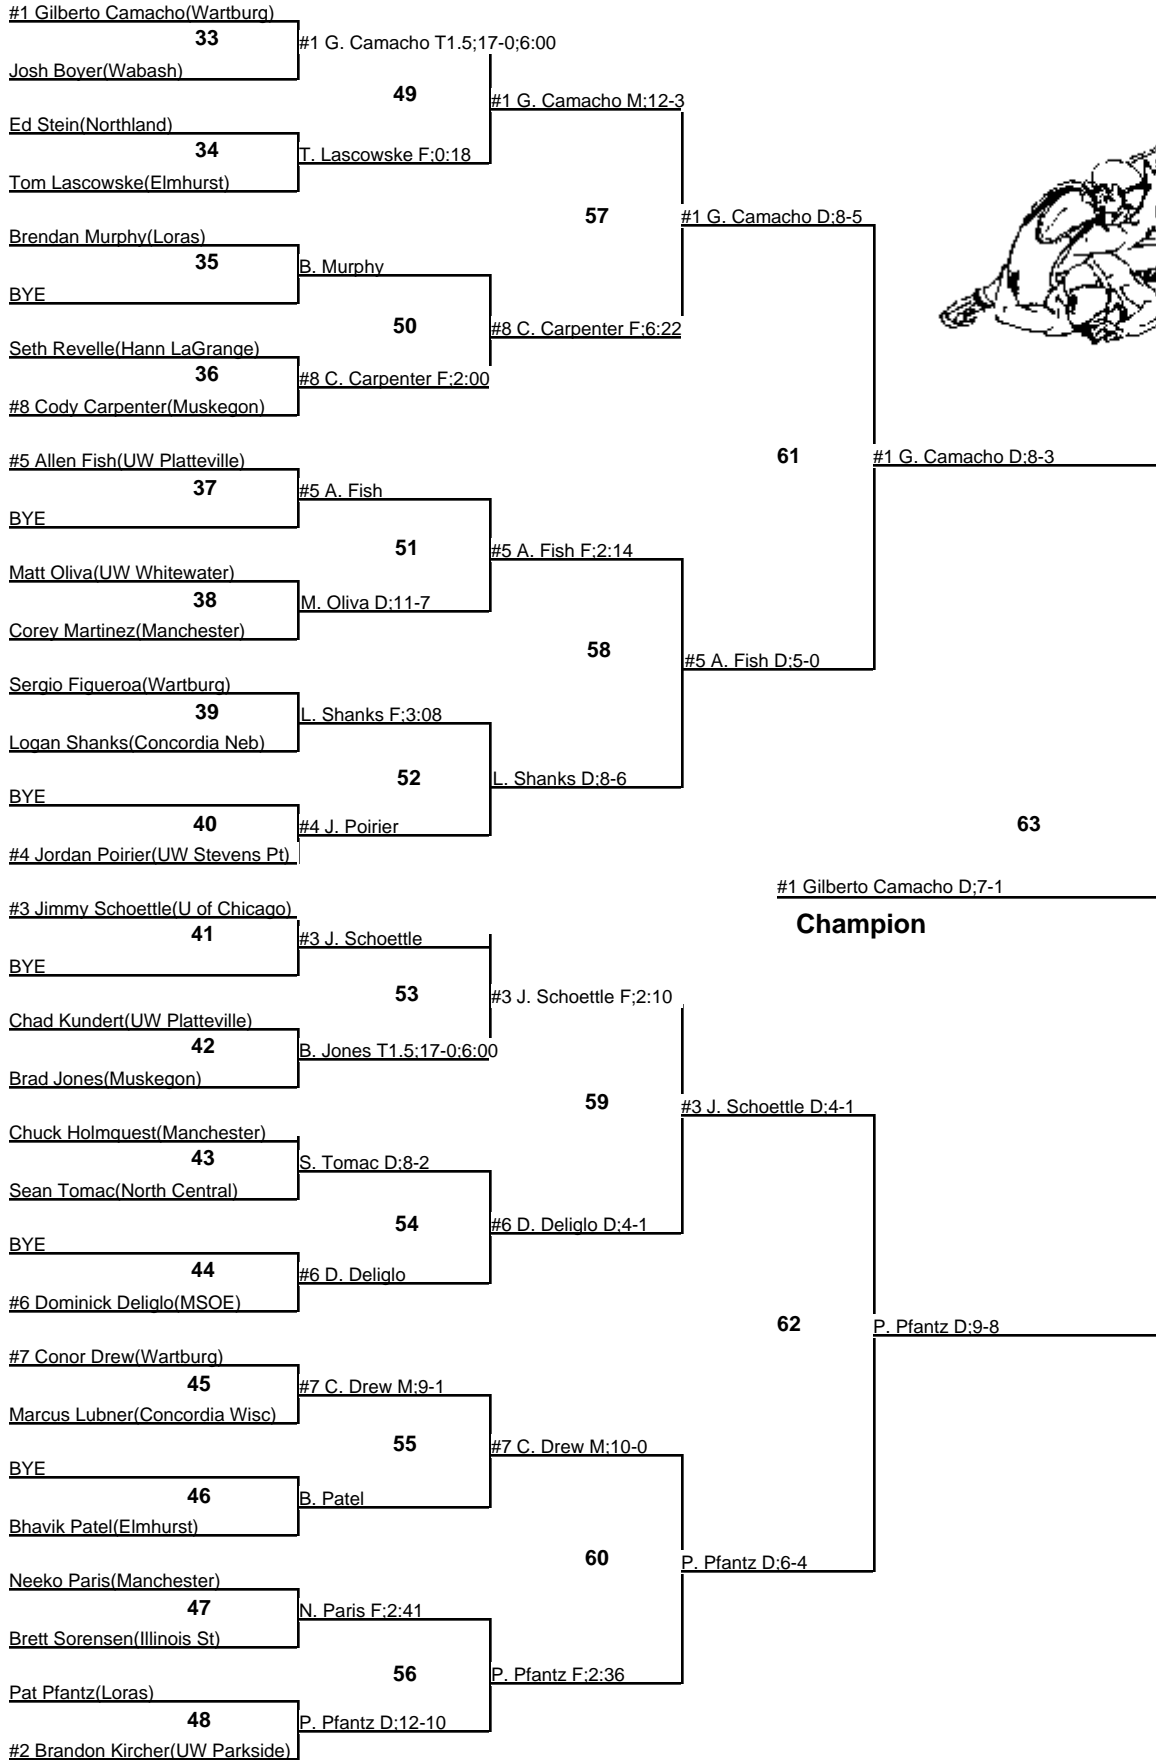 #1 Gilberto Camacho(Wartburg)
33
#1 G. Camacho T1.5;17-0;6:00
Josh Boyer(Wabash)
49
#1 G. Camacho M;12-3
Ed Stein(Northland)
34
T. Lascowske F;0:18
Tom Lascowske(Elmhurst)
57
#1 G. Camacho D;8-5
Brendan Murphy(Loras)
35
B. Murphy
BYE
50
#8 C. Carpenter F;6:22
Seth Revelle(Hann LaGrange)
36
#8 C. Carpenter F;2:00
#8 Cody Carpenter(Muskegon)
61
#1 G. Camacho D;8-3
#5 Allen Fish(UW Platteville)
37
#5 A. Fish
BYE
51
#5 A. Fish F;2:14
Matt Oliva(UW Whitewater)
38
M. Oliva D;11-7
Corey Martinez(Manchester)
58
#5 A. Fish D;5-0
Sergio Figueroa(Wartburg)
39
L. Shanks F;3:08
Logan Shanks(Concordia Neb)
52
L. Shanks D;8-6
BYE
40
#4 J. Poirier
#4 Jordan Poirier(UW Stevens Pt)
63
#1 Gilberto Camacho D;7-1
Champion
#3 Jimmy Schoettle(U of Chicago)
41
#3 J. Schoettle
BYE
53
#3 J. Schoettle F;2:10
Chad Kundert(UW Platteville)
42
B. Jones T1.5;17-0;6:00
Brad Jones(Muskegon)
59
#3 J. Schoettle D;4-1
Chuck Holmquest(Manchester)
43
S. Tomac D;8-2
Sean Tomac(North Central)
54
#6 D. Deliglo D;4-1
BYE
44
#6 D. Deliglo
#6 Dominick Deliglo(MSOE)
62
P. Pfantz D;9-8
#7 Conor Drew(Wartburg)
45
#7 C. Drew M;9-1
Marcus Lubner(Concordia Wisc)
55
#7 C. Drew M;10-0
BYE
46
B. Patel
Bhavik Patel(Elmhurst)
60
P. Pfantz D;6-4
Neeko Paris(Manchester)
47
N. Paris F;2:41
Brett Sorensen(Illinois St)
56
P. Pfantz F;2:36
Pat Pfantz(Loras)
48
P. Pfantz D;12-10
#2 Brandon Kircher(UW Parkside)